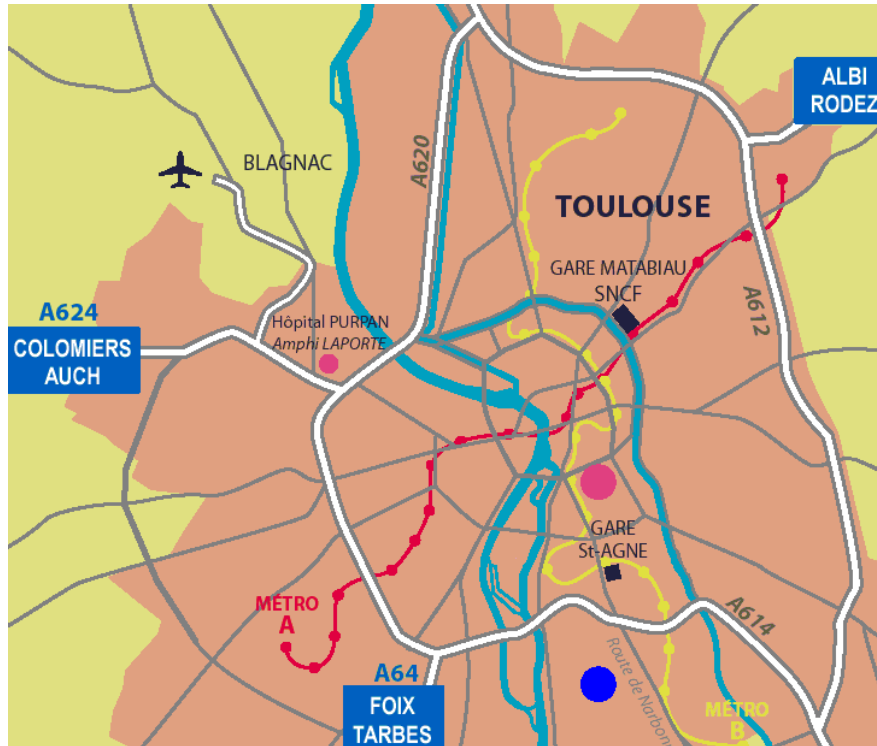 ALBI
RODEZ
A620
BLAGNAC
TOULOUSE
GARE MATABIAU
SNCF
A612
A624
COLOMIERS
AUCH
Hôpital PURPAN
Amphi LAPORTE
GARE
St-AGNE
MÉTRO
A
A614
A64
FOIX
TARBES
Route de Narbonn
MÉTRO
B